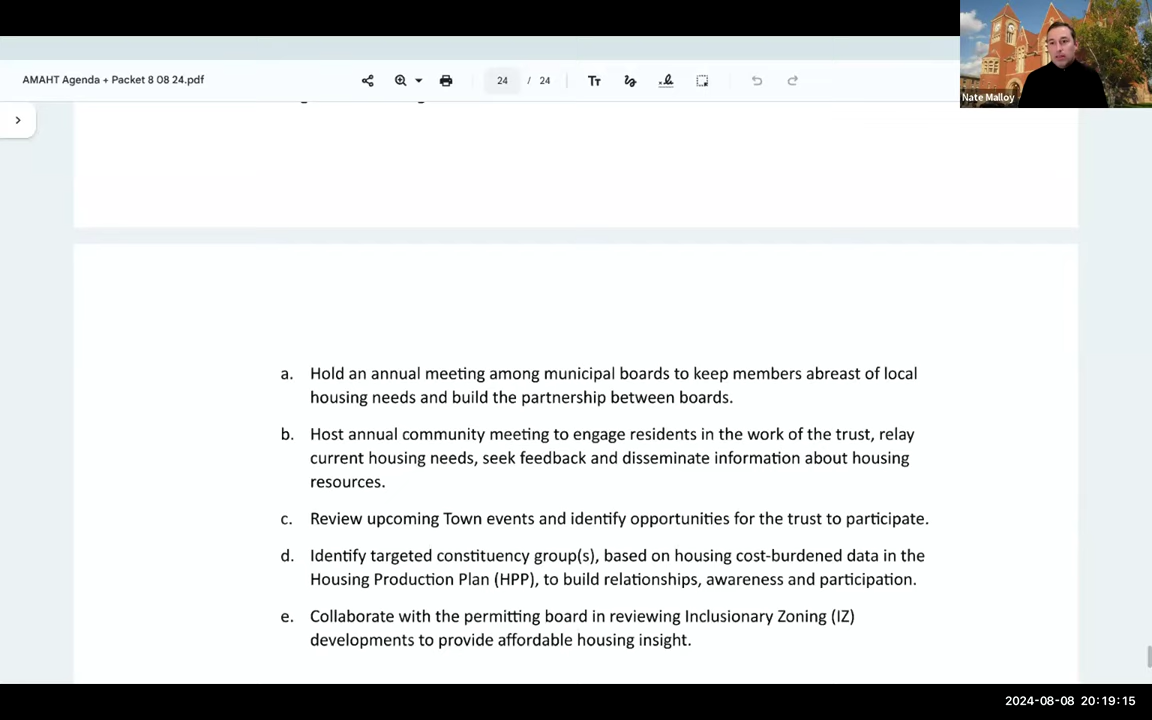 AMAHT Agenda + Packet 8 08 24.pdf
24 / 24
Nate Malloy
a. Hold an annual meeting among municipal boards to keep members abreast of local
housing needs and build the partnership between boards.
b. Host annual community meeting to engage residents in the work of the trust, relay
current housing needs, seek feedback and disseminate information about housing
resources.
c. Review upcoming Town events and identify opportunities for the trust to participate.
d. Identify targeted constituency group(s), based on housing cost-burdened data in the
Housing Production Plan (HPP), to build relationships, awareness and participation.
e. Collaborate with the permitting board in reviewing Inclusionary Zoning (IZ)
developments to provide affordable housing insight.
2024-08-08 20:19:15